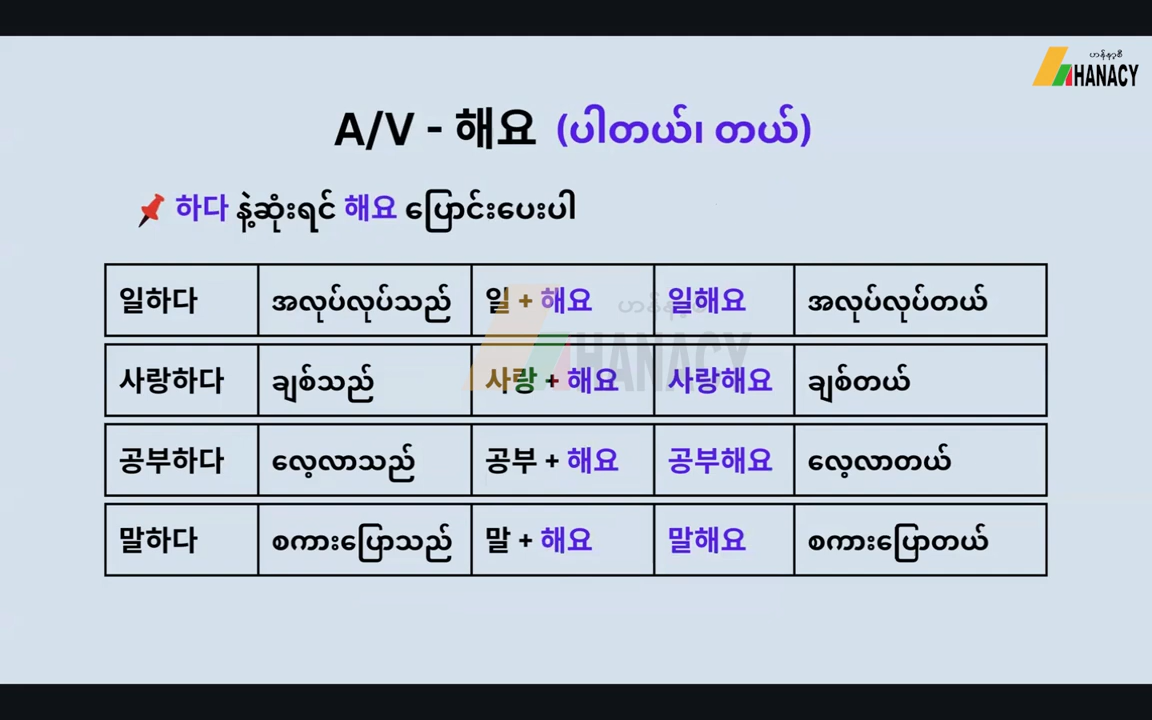 ဟန်နာစီ
HANACY
A/V - 해요 (ပါတယ်၊ တယ်)
하다 နဲ့ဆုံးရင် 해요 ပြောင်းပေးပါ
일하다 အလုပ်လုပ်သည် 일 + 해요 일해요 အလုပ်လုပ်တယ်
사랑하다 ချစ်သည် 사랑 + 해요 사랑해요 ချစ်တယ်
HANACY
공부하다 လေ့လာသည် 공부 + 해요 공부해요 လေ့လာတယ်
말하다 စကားပြောသည် 말 + 해요 말해요 စကားပြောတယ်